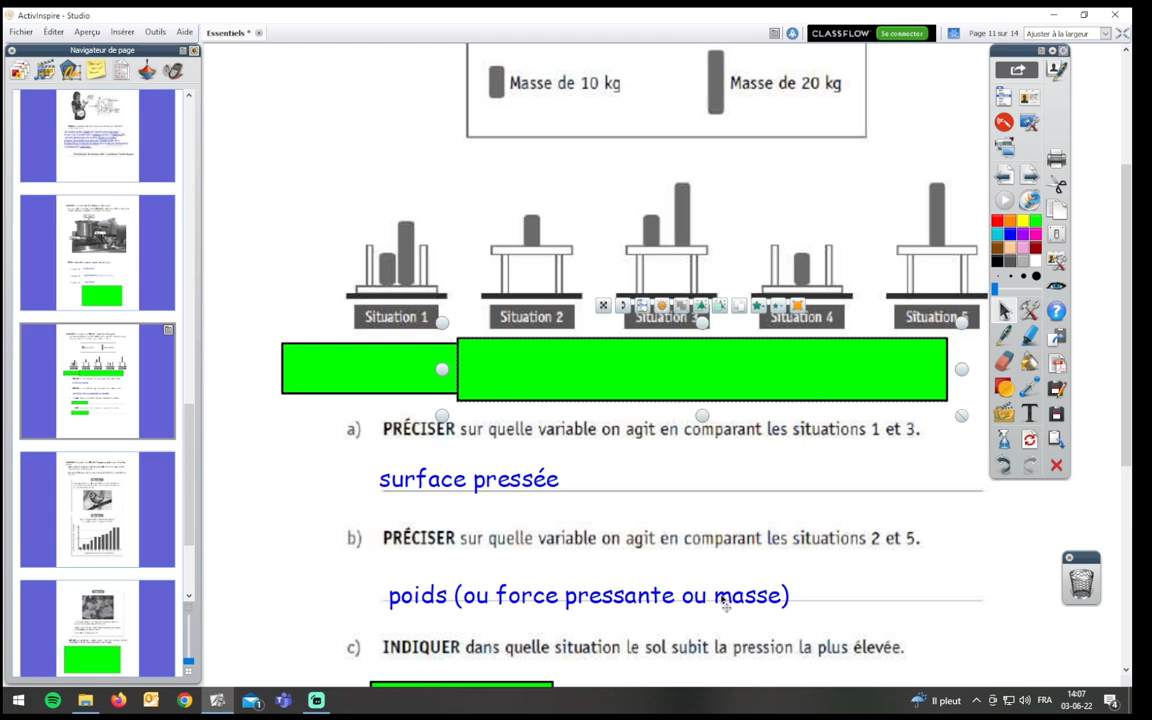 ActivInspire - Studio
Fichier Éditer Aperçu Insérer Outils Aide
Essentiels *
CLASSFLOW Se connecter
Page 11 sur 14
Ajuster à la largeur
Navigateur de page
Masse de 10 kg
Masse de 20 kg
Situation 1
Situation 2
Situation 3
Situation 4
Situation 5
a) PRÉCISER sur quelle variable on agit en comparant les situations 1 et 3.
surface pressée
b) PRÉCISER sur quelle variable on agit en comparant les situations 2 et 5.
poids (ou force pressante ou masse)
c) INDIQUER dans quelle situation le sol subit la pression la plus élevée.
Il pleut
FRA
14:07
03-06-22